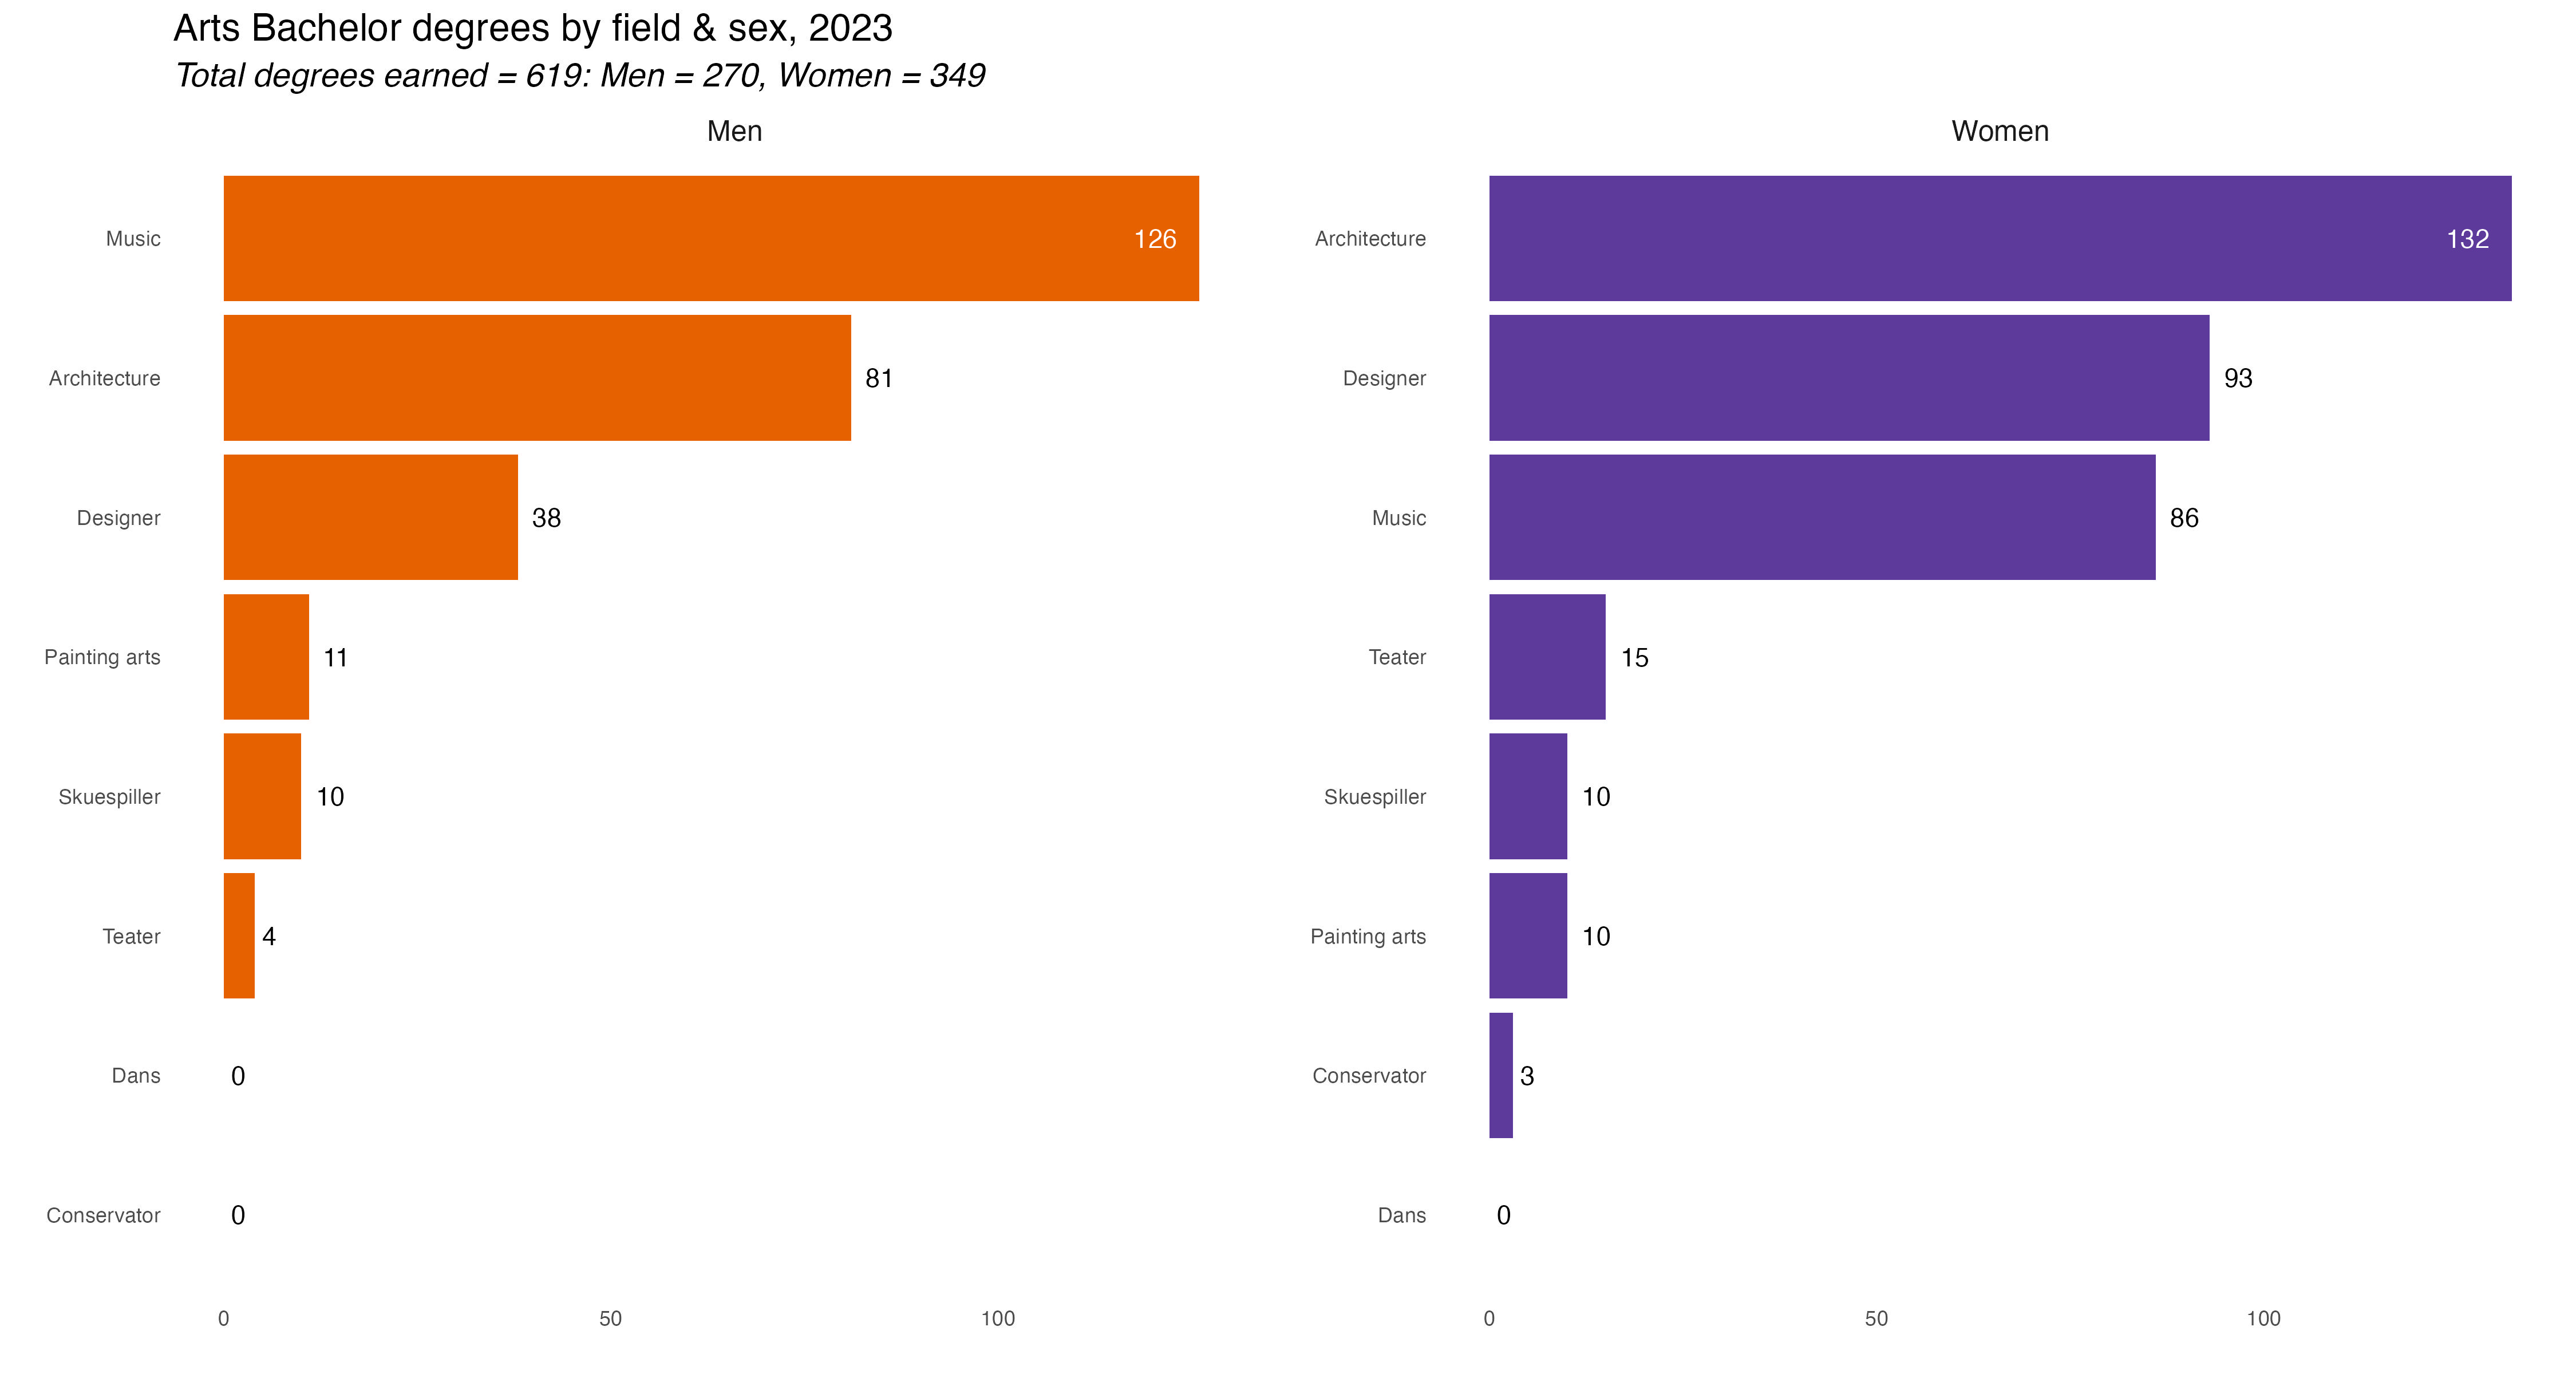 Arts Bachelor degrees by field & sex, 2023
Total degrees earned = 619: Men = 270, Women = 349
Men
Music 126
Architecture 81
Designer 38
Painting arts 11
Skuespiller 10
Teater 4
Dans 0
Conservator 0
0 50 100
Women
Architecture 132
Designer 93
Music 86
Teater 15
Skuespiller 10
Painting arts 10
Conservator 3
Dans 0
0 50 100